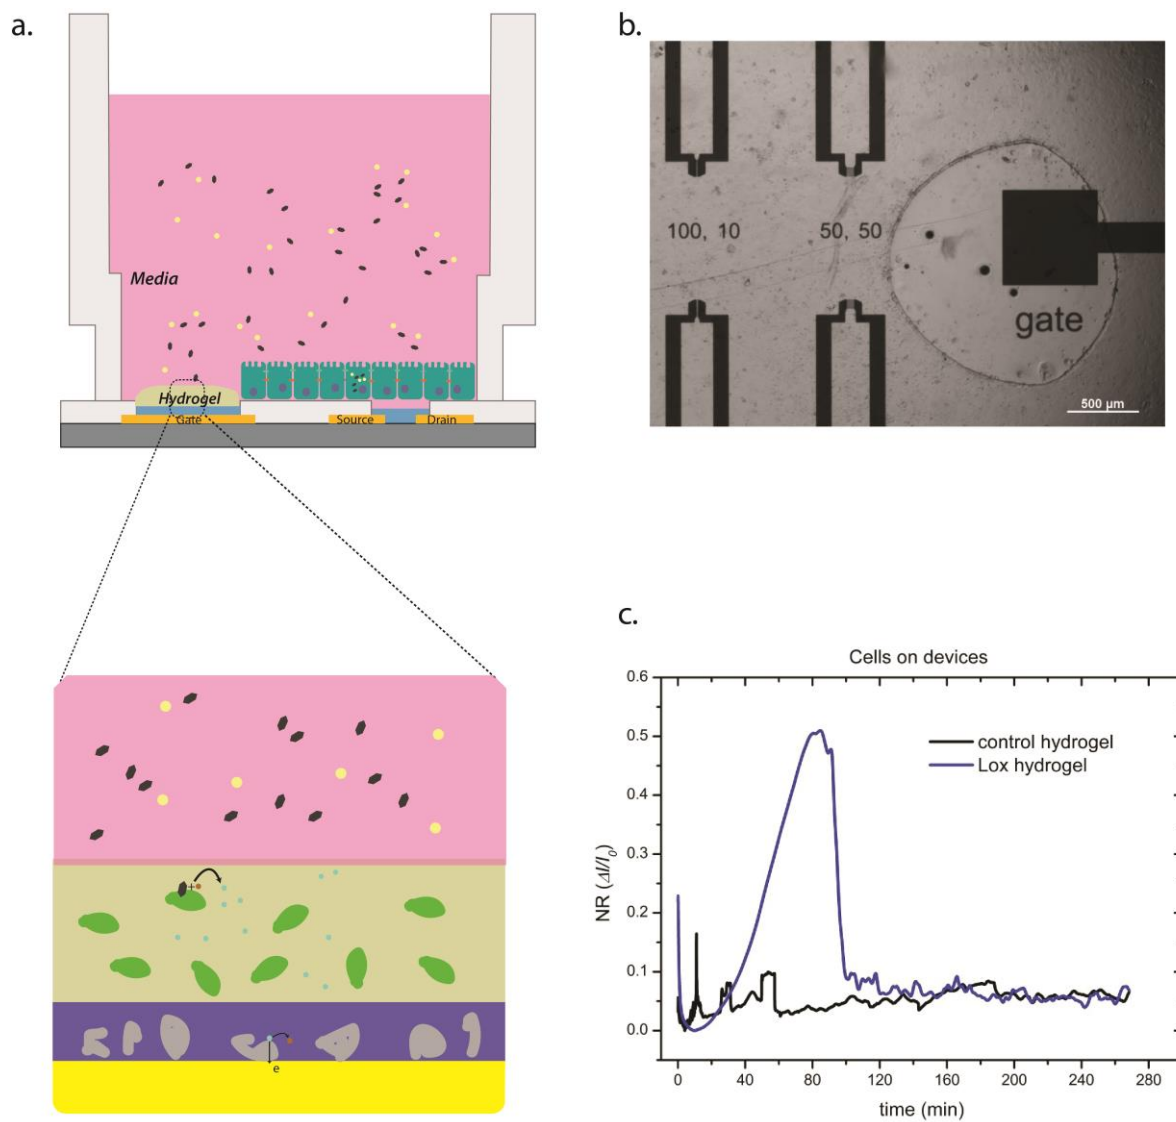 a.
Media
Hydrogel
Gate
Source
Drain
e
b.
100, 10
50, 50
gate
500 µm
c.
Cells on devices
0.6
0.5
0.4
0.3
0.2
0.1
0.0
NR (ΔI/I0)
control hydrogel
Lox hydrogel
0 40 80 120 160 200 240 280
time (min)